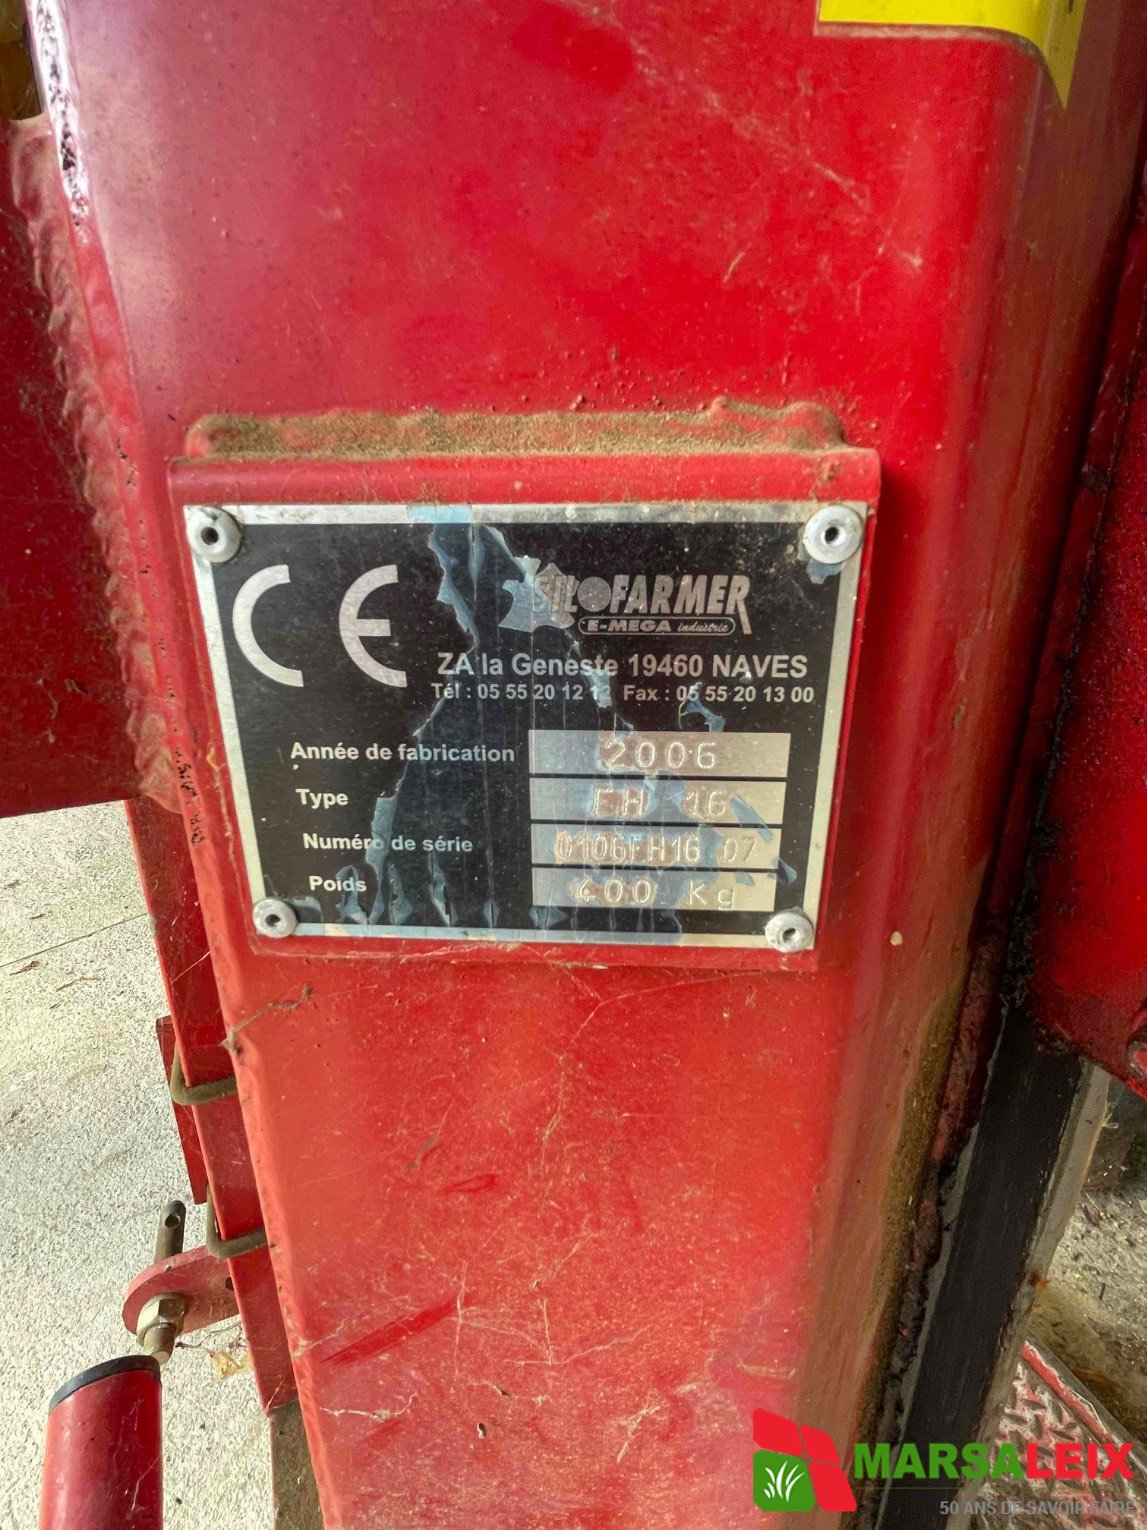 CE
SILOFARMER
E-MEGA industrie
ZA la Geneste 19460 NAVES
Tél : 05 55 20 12 12 Fax : 05 55 20 13 00
Année de fabrication 2006
Type FH 16
Numéro de série 0106FH16 07
Poids 400 Kg
MARSALEIX
50 ANS DE SAVOIR FAIRE